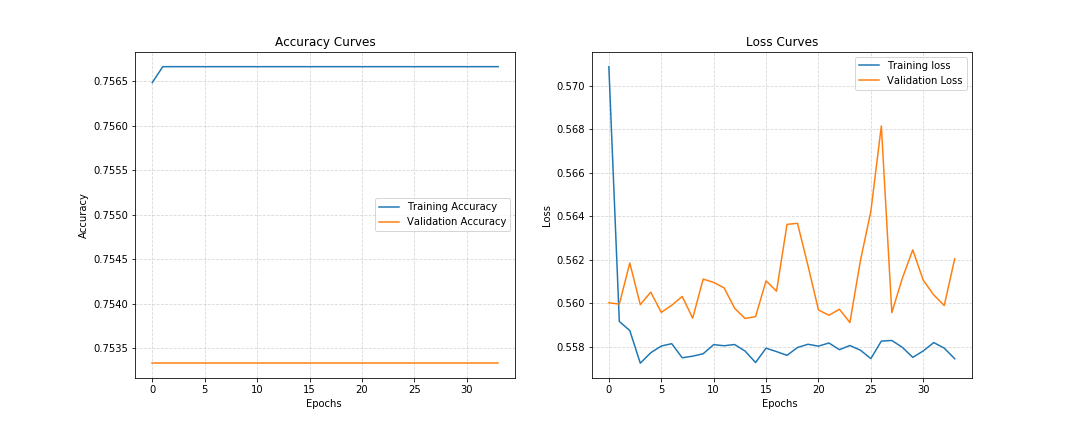 Accuracy Curves
0.7565
0.7560
0.7555
0.7550
0.7545
0.7540
0.7535
Accuracy
0
5
10
15
20
25
30
Epochs
Training Accuracy
Validation Accuracy
Loss Curves
0.570
0.568
0.566
0.564
0.562
0.560
0.558
Loss
0
5
10
15
20
25
30
Epochs
Training loss
Validation Loss